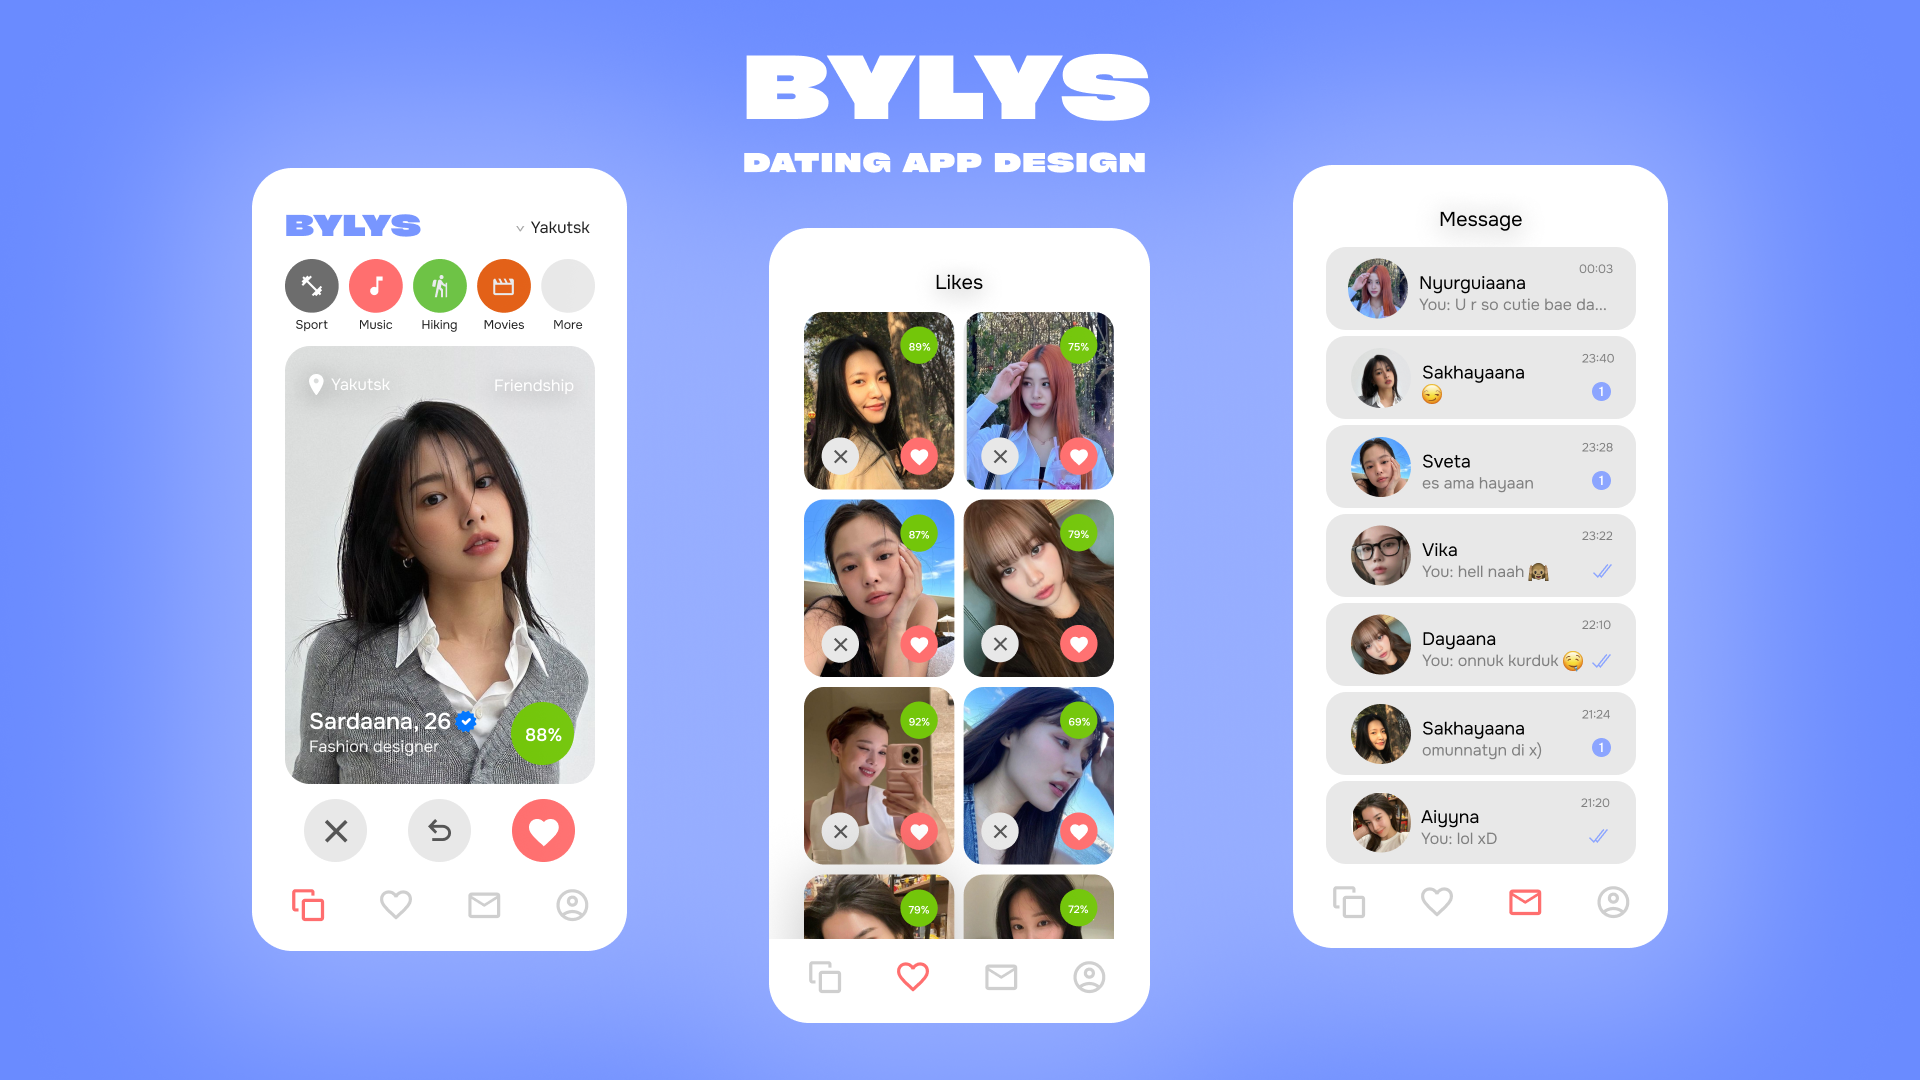 BYLYS
DATING APP DESIGN
BYLYS
Yakutsk
Sport
Music
Hiking
Movies
More
Yakutsk
Friendship
Sardaana, 26
Fashion designer
88%
Likes
89%
75%
87%
79%
92%
69%
79%
72%
Message
Nyurguiaana
00:03
You: U r so cutie bae da...
Sakhayaana
23:40
😏
1
Sveta
23:28
es ama hayaan
1
Vika
23:22
You: hell naah 🙉
Dayaana
22:10
You: onnuk kurduk 🤤
Sakhayaana
21:24
omunnatyn di x)
1
Aiyyna
21:20
You: lol xD